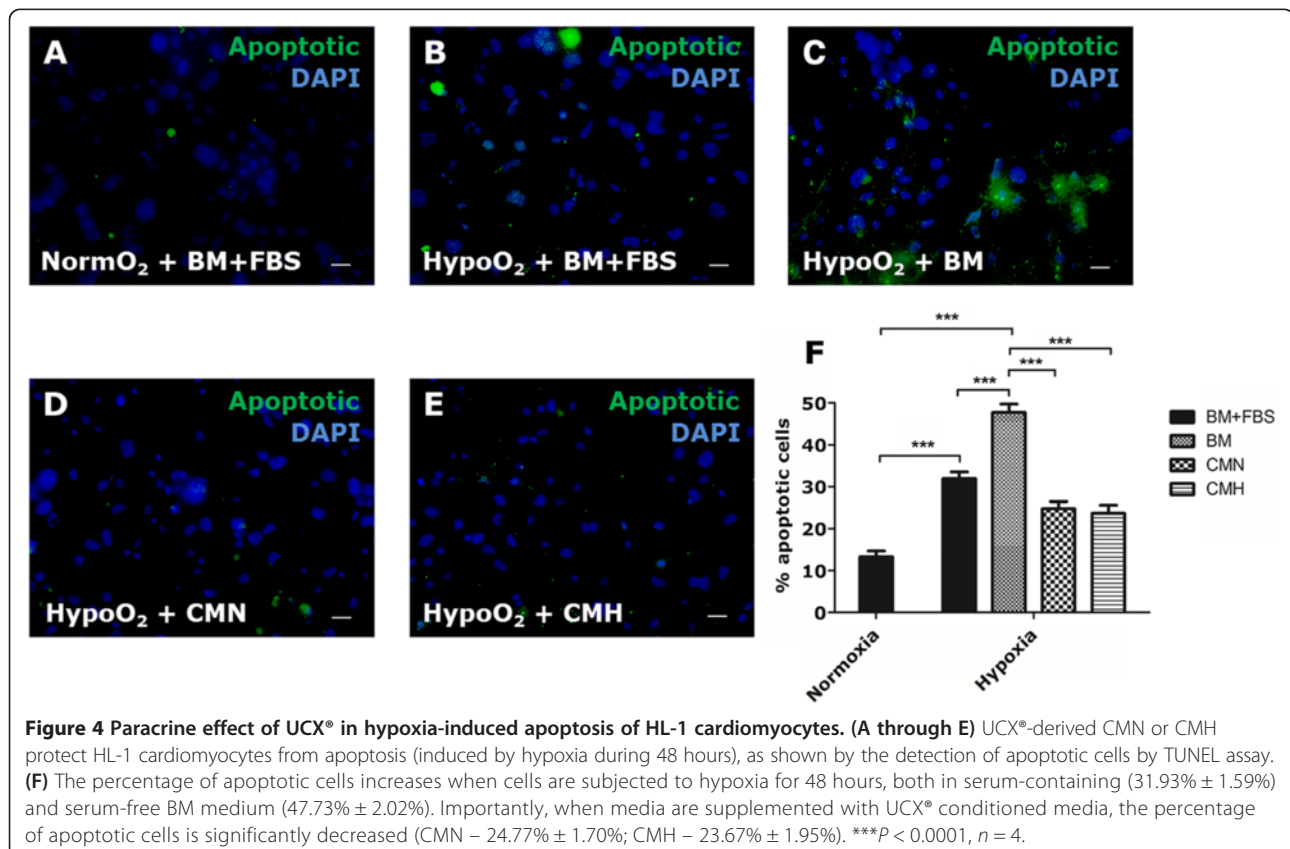 A
Apoptotic
DAPI
NormO₂ + BM+FBS
B
Apoptotic
DAPI
HypoO₂ + BM+FBS
C
Apoptotic
DAPI
HypoO₂ + BM
D
Apoptotic
DAPI
HypoO₂ + CMN
E
Apoptotic
DAPI
HypoO₂ + CMH
F
***
***
***
***
***
% apoptotic cells
50
40
30
20
10
0
Normoxia
Hypoxia
BM+FBS
BM
CMN
CMH
Figure 4 Paracrine effect of UCX® in hypoxia-induced apoptosis of HL-1 cardiomyocytes. (A through E) UCX®-derived CMN or CMH
protect HL-1 cardiomyocytes from apoptosis (induced by hypoxia during 48 hours), as shown by the detection of apoptotic cells by TUNEL assay.
(F) The percentage of apoptotic cells increases when cells are subjected to hypoxia for 48 hours, both in serum-containing (31.93% ± 1.59%)
and serum-free BM medium (47.73% ± 2.02%). Importantly, when media are supplemented with UCX® conditioned media, the percentage
of apoptotic cells is significantly decreased (CMN – 24.77% ± 1.70%; CMH – 23.67% ± 1.95%). ***P < 0.0001, n = 4.